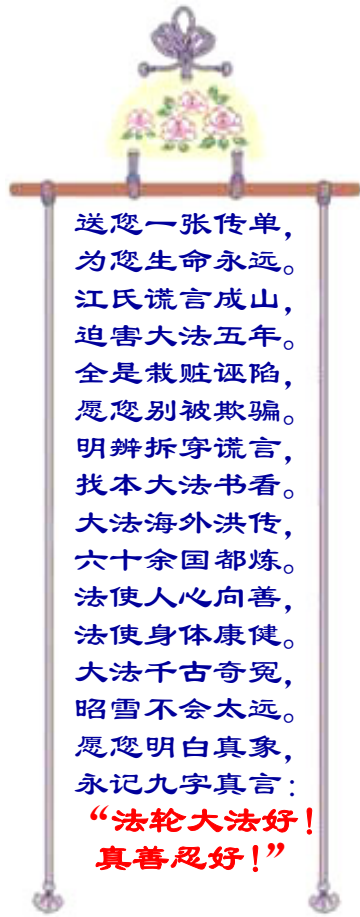 送您一张传单，
为您生命永远。
江氏谎言成山，
迫害大法五年。
全是栽赃诬陷，
愿您别被欺骗。
明辨拆穿谎言，
找本大法书看。
大法海外洪传，
六十余国都炼。
法使人心向善，
法使身体康健。
大法千古奇冤，
昭雪不会太远。
愿您明白真象，
永记九字真言：
“法轮大法好！
真善忍好！”